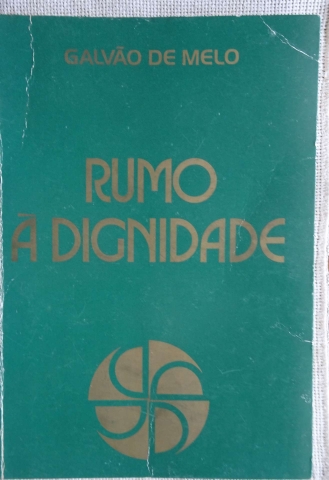 GALVÃO DE MELO
RUMO
À DIGNIDADE